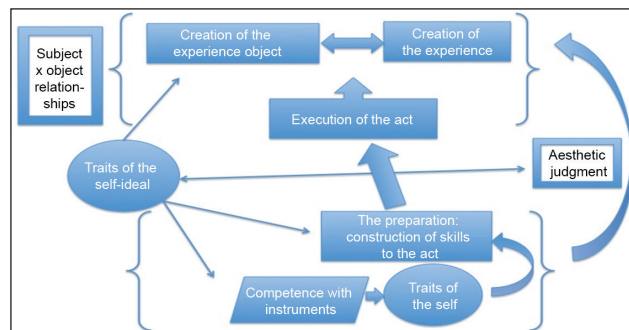 Subject
x object
relation-
ships
Creation of the
experience object
Creation of
the experience
Execution of the act
Traits of the
self-ideal
Aesthetic
judgment
The preparation:
construction of skills
to the act
Competence with
instruments
Traits of
the self